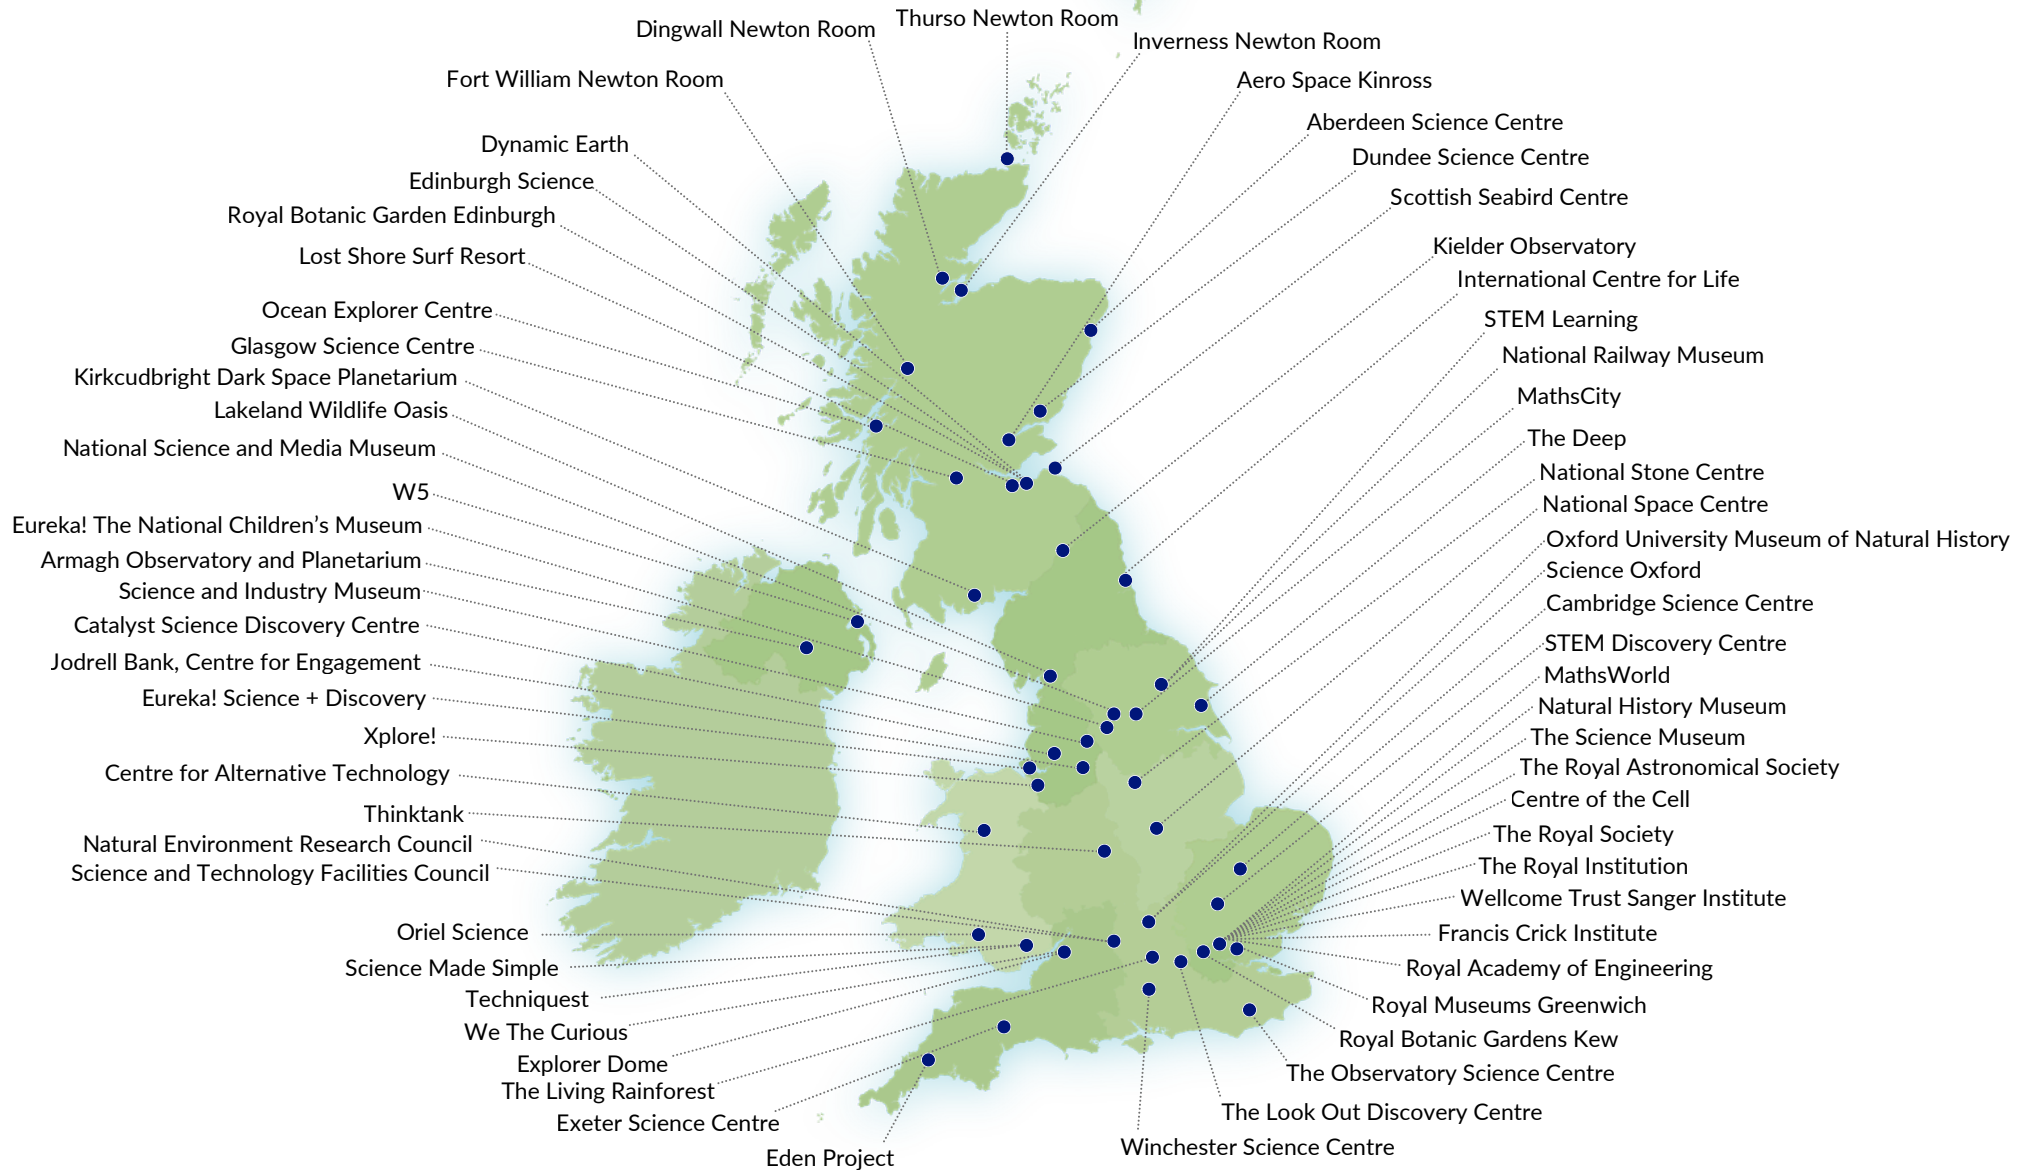 Thurso Newton Room
Dingwall Newton Room
Inverness Newton Room
Fort William Newton Room
Aero Space Kinross
Aberdeen Science Centre
Dynamic Earth
Dundee Science Centre
Edinburgh Science
Scottish Seabird Centre
Royal Botanic Garden Edinburgh
Kielder Observatory
Lost Shore Surf Resort
International Centre for Life
Ocean Explorer Centre
STEM Learning
Glasgow Science Centre
National Railway Museum
Kirkcudbright Dark Space Planetarium
MathsCity
Lakeland Wildlife Oasis
The Deep
National Science and Media Museum
National Stone Centre
W5
National Space Centre
Eureka! The National Children’s Museum
Oxford University Museum of Natural History
Armagh Observatory and Planetarium
Science Oxford
Science and Industry Museum
Cambridge Science Centre
Catalyst Science Discovery Centre
STEM Discovery Centre
Jodrell Bank, Centre for Engagement
MathsWorld
Eureka! Science + Discovery
Natural History Museum
Xplore!
The Science Museum
Centre for Alternative Technology
The Royal Astronomical Society
Centre of the Cell
Thinktank
The Royal Society
Natural Environment Research Council
The Royal Institution
Science and Technology Facilities Council
Wellcome Trust Sanger Institute
Oriel Science
Francis Crick Institute
Science Made Simple
Royal Academy of Engineering
Techniquest
Royal Museums Greenwich
We The Curious
Royal Botanic Gardens Kew
Explorer Dome
The Observatory Science Centre
The Living Rainforest
The Look Out Discovery Centre
Exeter Science Centre
Winchester Science Centre
Eden Project